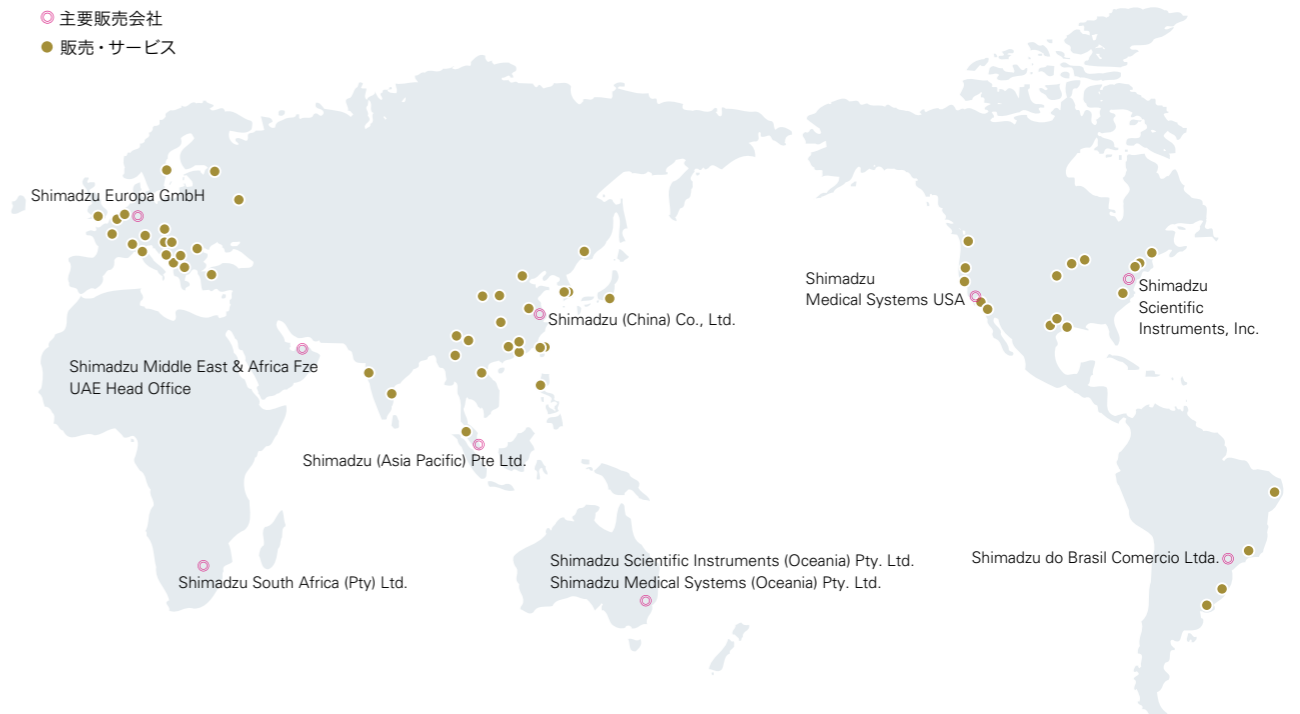 主要販売会社
販売・サービス
Shimadzu Europa GmbH
Shimadzu (China) Co., Ltd.
Shimadzu Middle East & Africa Fze
UAE Head Office
Shimadzu (Asia Pacific) Pte Ltd.
Shimadzu South Africa (Pty) Ltd.
Shimadzu Scientific Instruments (Oceania) Pty. Ltd.
Shimadzu Medical Systems (Oceania) Pty. Ltd.
Shimadzu
Medical Systems USA
Shimadzu
Scientific
Instruments, Inc.
Shimadzu do Brasil Comercio Ltda.